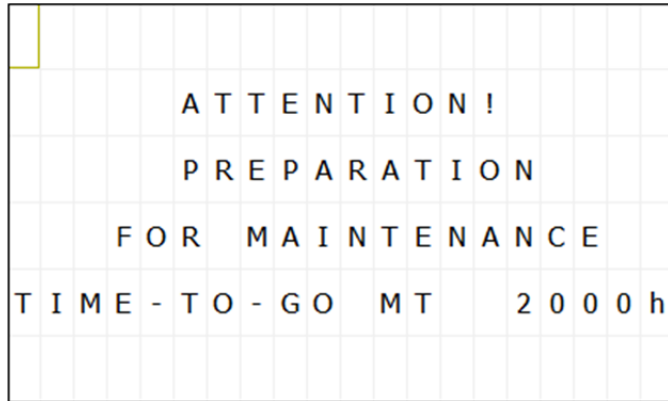 ATTENTION!
PREPARATION
FOR MAINTENANCE
TIME-TO-GO MT 2000h